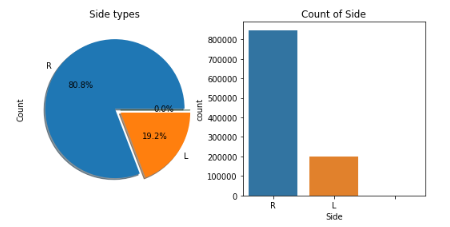 Side types
R
80.8%
0.0%
19.2%
L
Count
Count of Side
800000
700000
600000
500000
400000
300000
200000
100000
0
count
R
L
Side